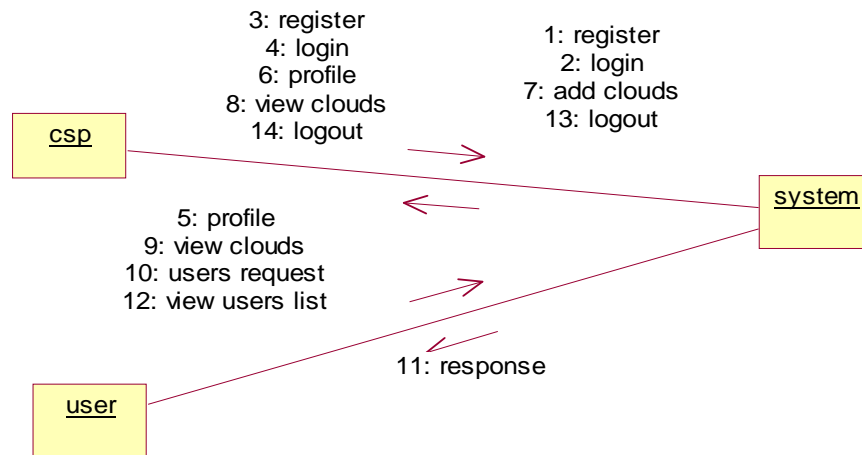 3: register
4: login
6: profile
8: view clouds
14: logout
1: register
2: login
7: add clouds
13: logout
csp
system
5: profile
9: view clouds
10: users request
12: view users list
11: response
user